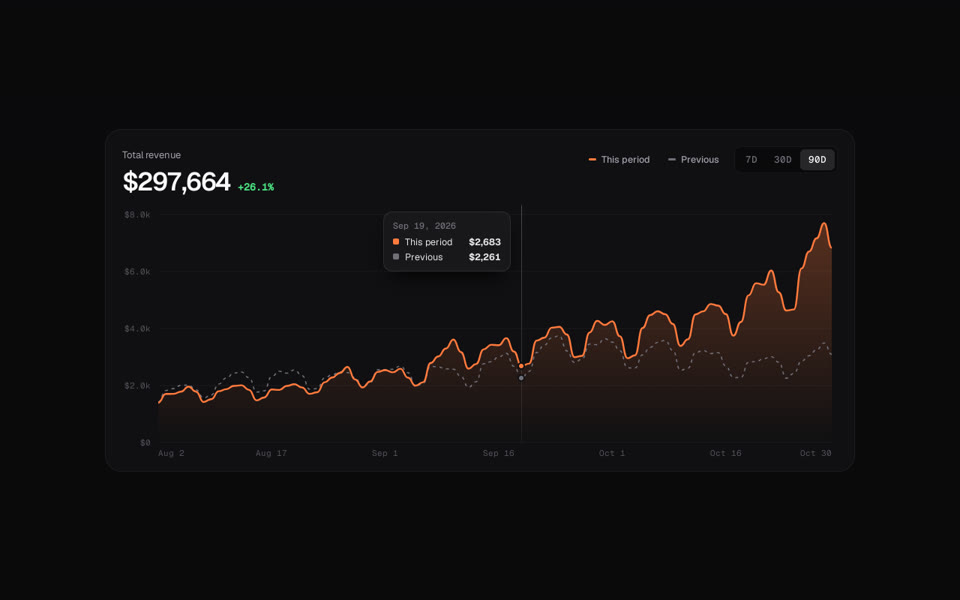 Total revenue
$297,664 +26.1%
This period
Previous
7D 30D 90D
$8.0k
$6.0k
$4.0k
$2.0k
$0
Sep 19, 2026
This period $2,683
Previous $2,261
Aug 2 Aug 17 Sep 1 Sep 16 Oct 1 Oct 16 Oct 30